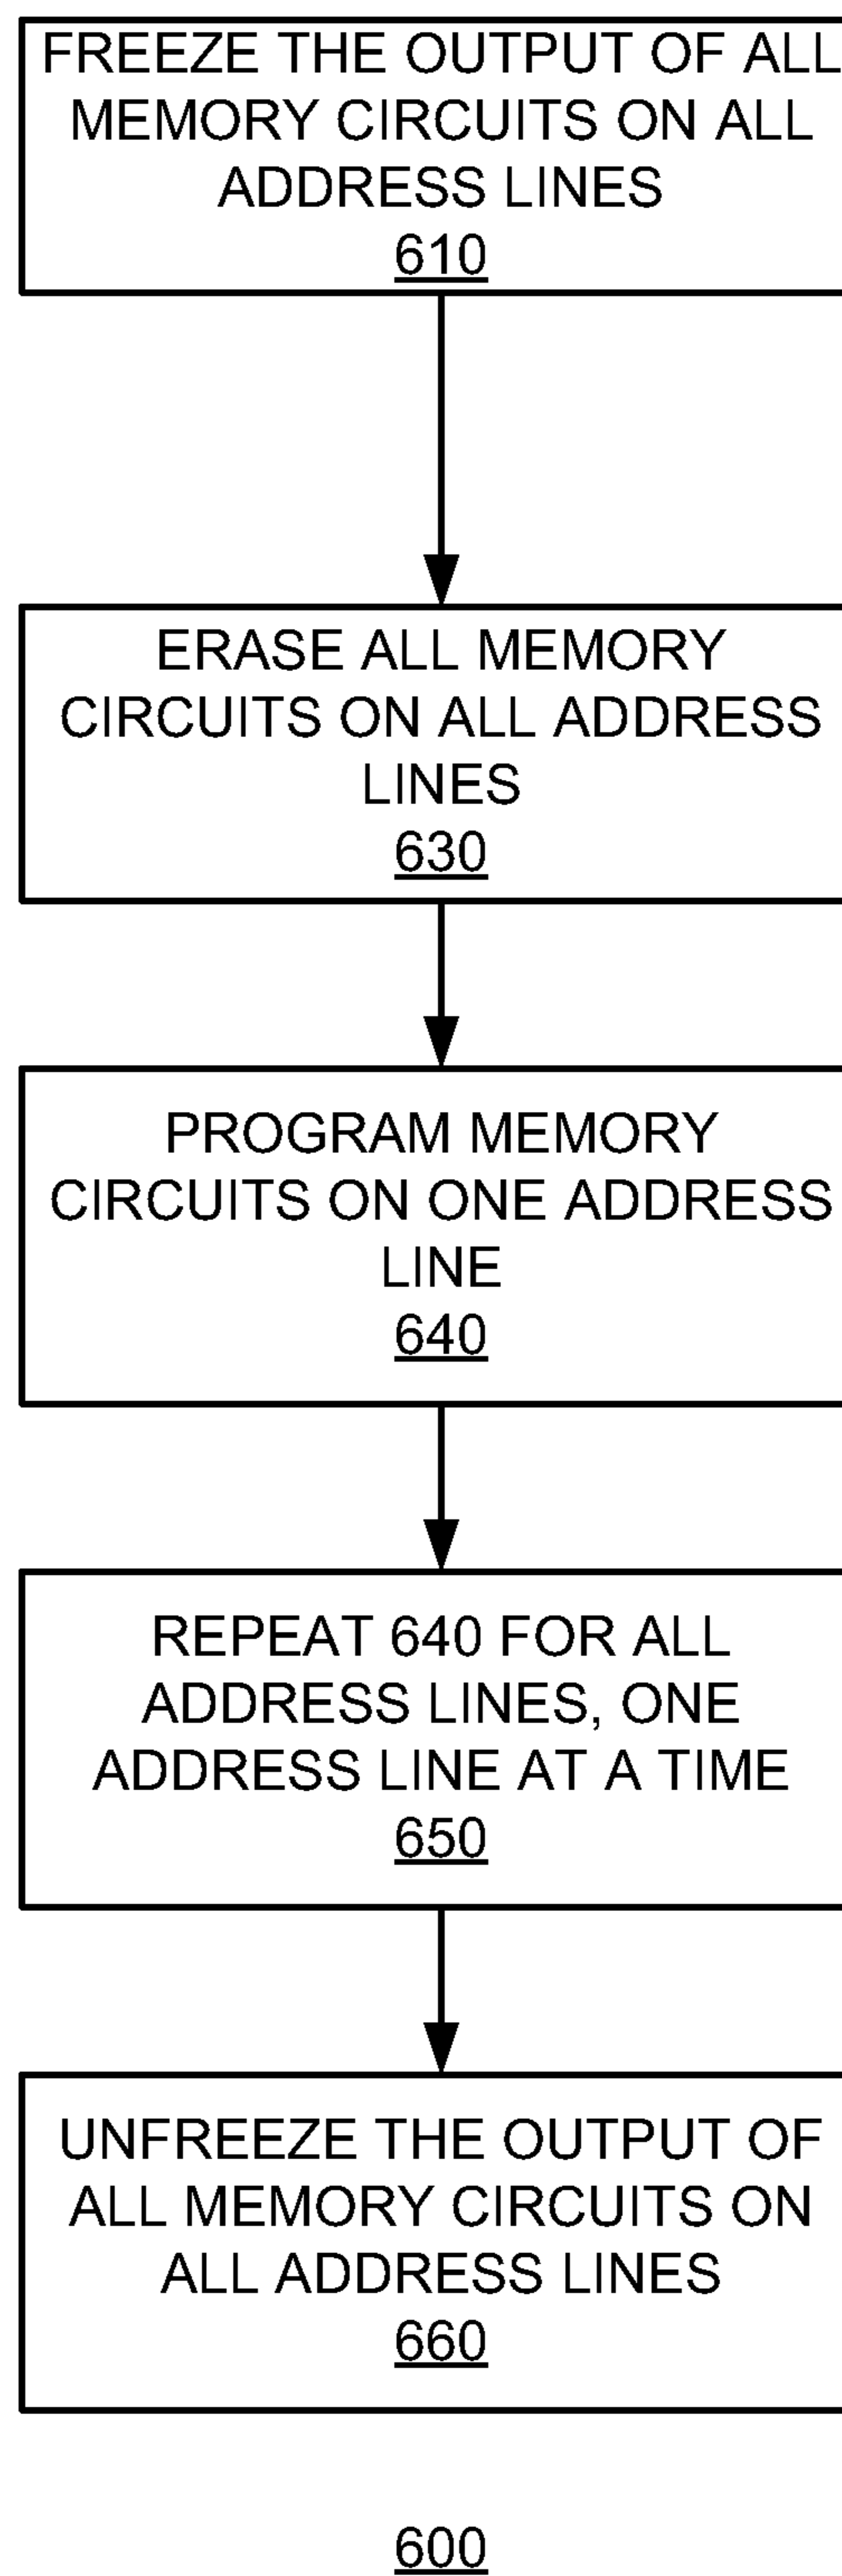 FREEZE THE OUTPUT OF ALL
MEMORY CIRCUITS ON ALL
ADDRESS LINES
610
ERASE ALL MEMORY
CIRCUITS ON ALL ADDRESS
LINES
630
PROGRAM MEMORY
CIRCUITS ON ONE ADDRESS
LINE
640
REPEAT 640 FOR ALL
ADDRESS LINES, ONE
ADDRESS LINE AT A TIME
650
UNFREEZE THE OUTPUT OF
ALL MEMORY CIRCUITS ON
ALL ADDRESS LINES
660
600